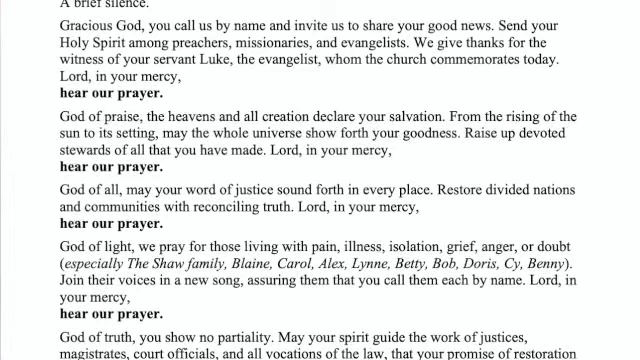 A brief silence.
Gracious God, you call us by name and invite us to share your good news. Send your
Holy Spirit among preachers, missionaries, and evangelists. We give thanks for the
witness of your servant Luke, the evangelist, whom the church commemorates today.
Lord, in your mercy,
hear our prayer.
God of praise, the heavens and all creation declare your salvation. From the rising of the
sun to its setting, may the whole universe show forth your goodness. Raise up devoted
stewards of all that you have made. Lord, in your mercy,
hear our prayer.
God of all, may your word of justice sound forth in every place. Restore divided nations
and communities with reconciling truth. Lord, in your mercy,
hear our prayer.
God of light, we pray for those living with pain, illness, isolation, grief, anger, or doubt
(especially The Shaw family, Blaine, Carol, Alex, Lynne, Betty, Bob, Doris, Cy, Benny).
Join their voices in a new song, assuring them that you call them each by name. Lord, in
your mercy,
hear our prayer.
God of truth, you show no partiality. May your spirit guide the work of justices,
magistrates, court officials, and all vocations of the law, that your promise of restoration